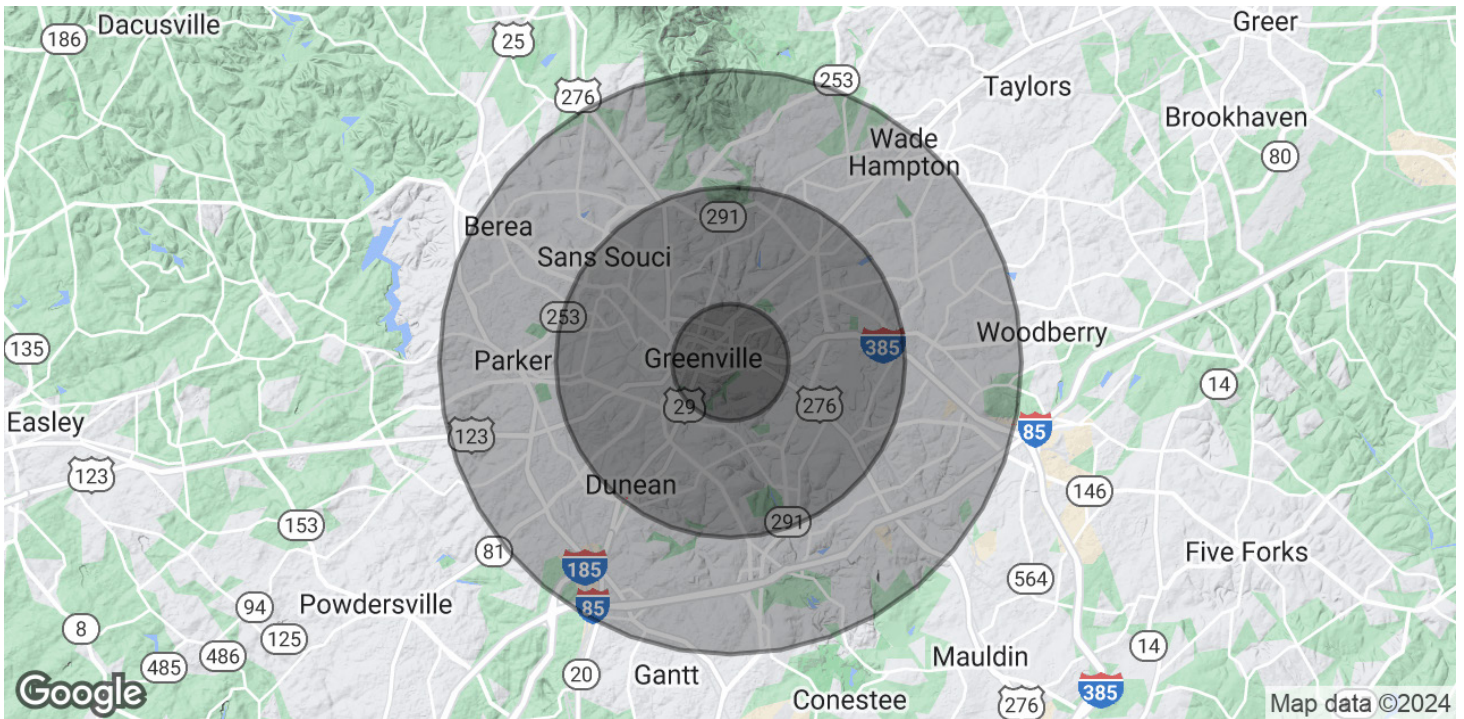 Dacusville
Greer
186
25
276
253
Taylors
Brookhaven
Wade
Hampton
80
291
Berea
Sans Souci
253
Woodberry
135
Parker
Greenville
385
14
29
276
Easley
123
85
123
Dunean
146
153
291
81
Five Forks
185
564
94
Powdersville
85
8
125
14
486
485
Mauldin
20
Gantt
385
Google
Conestee
276
Map data ©2024